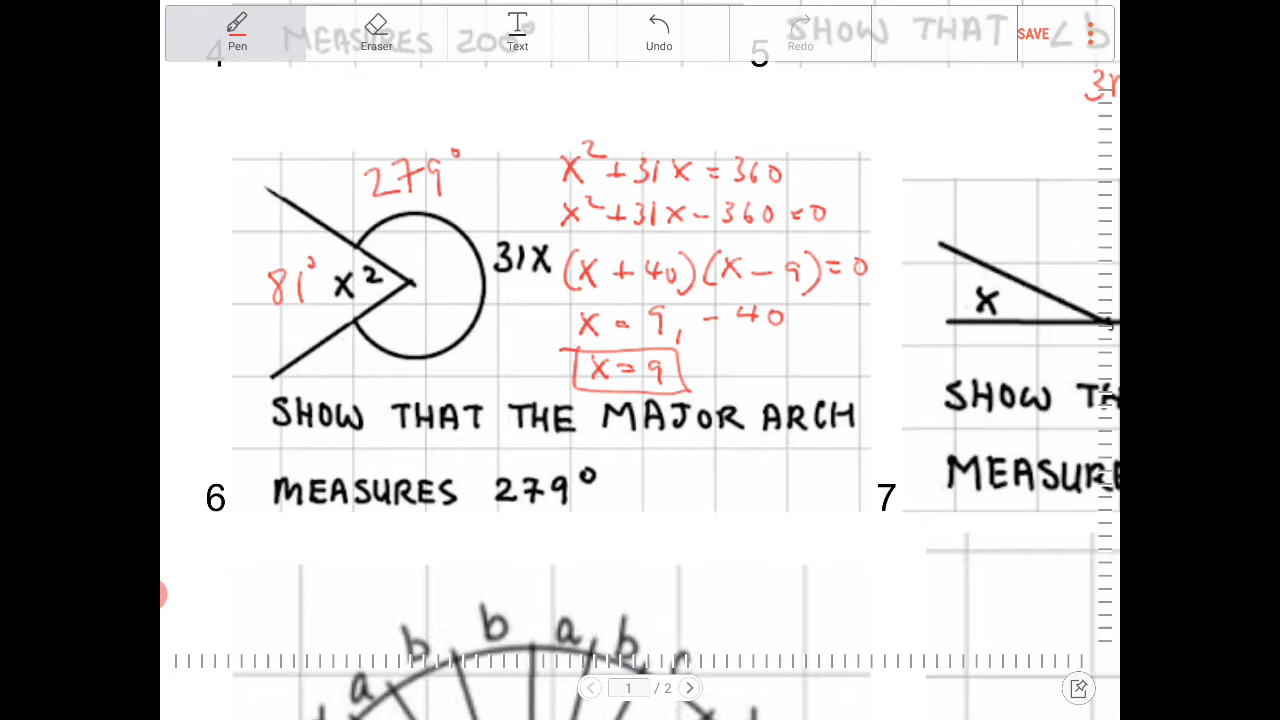 Pen
Eraser
Text
Undo
Redo
SAVE
4 MEASURES 200°
5 SHOW THAT ∠b
279°
81°
x²
31x
x² + 31x = 360
x² + 31x - 360 = 0
(x + 40)(x - 9) = 0
x = 9, -40
x = 9
SHOW THAT THE MAJOR ARCH
6 MEASURES 279°
x
SHOW
7
b
b
a
b
a
1 / 2